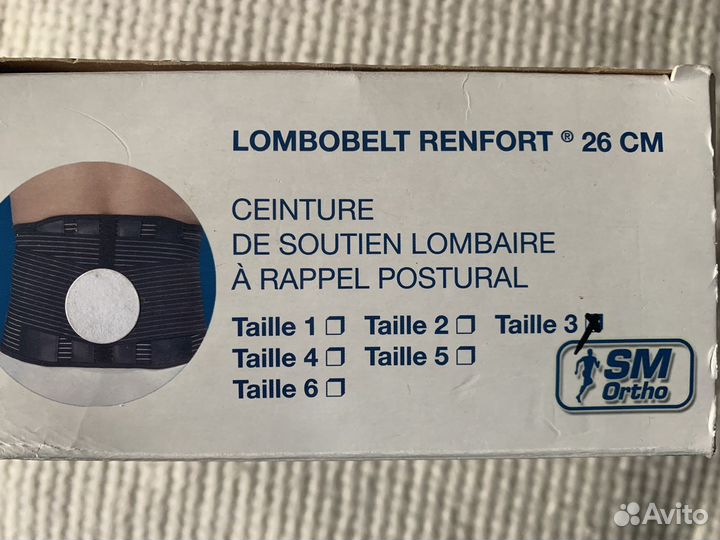 LOMBOBELT RENFORT ® 26 CM
CEINTURE
DE SOUTIEN LOMBAIRE
À RAPPEL POSTURAL
Taille 1 Taille 2 Taille 3
Taille 4 Taille 5
Taille 6
SM
Ortho
Avito